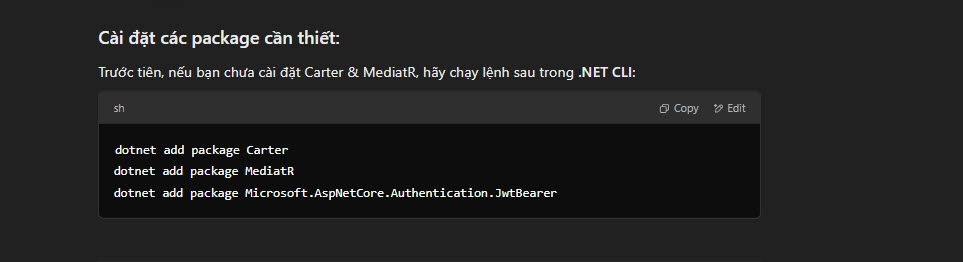 Cài đặt các package cần thiết:
Trước tiên, nếu bạn chưa cài đặt Carter & MediatR, hãy chạy lệnh sau trong .NET CLI:
sh Copy Edit
dotnet add package Carter
dotnet add package MediatR
dotnet add package Microsoft.AspNetCore.Authentication.JwtBearer